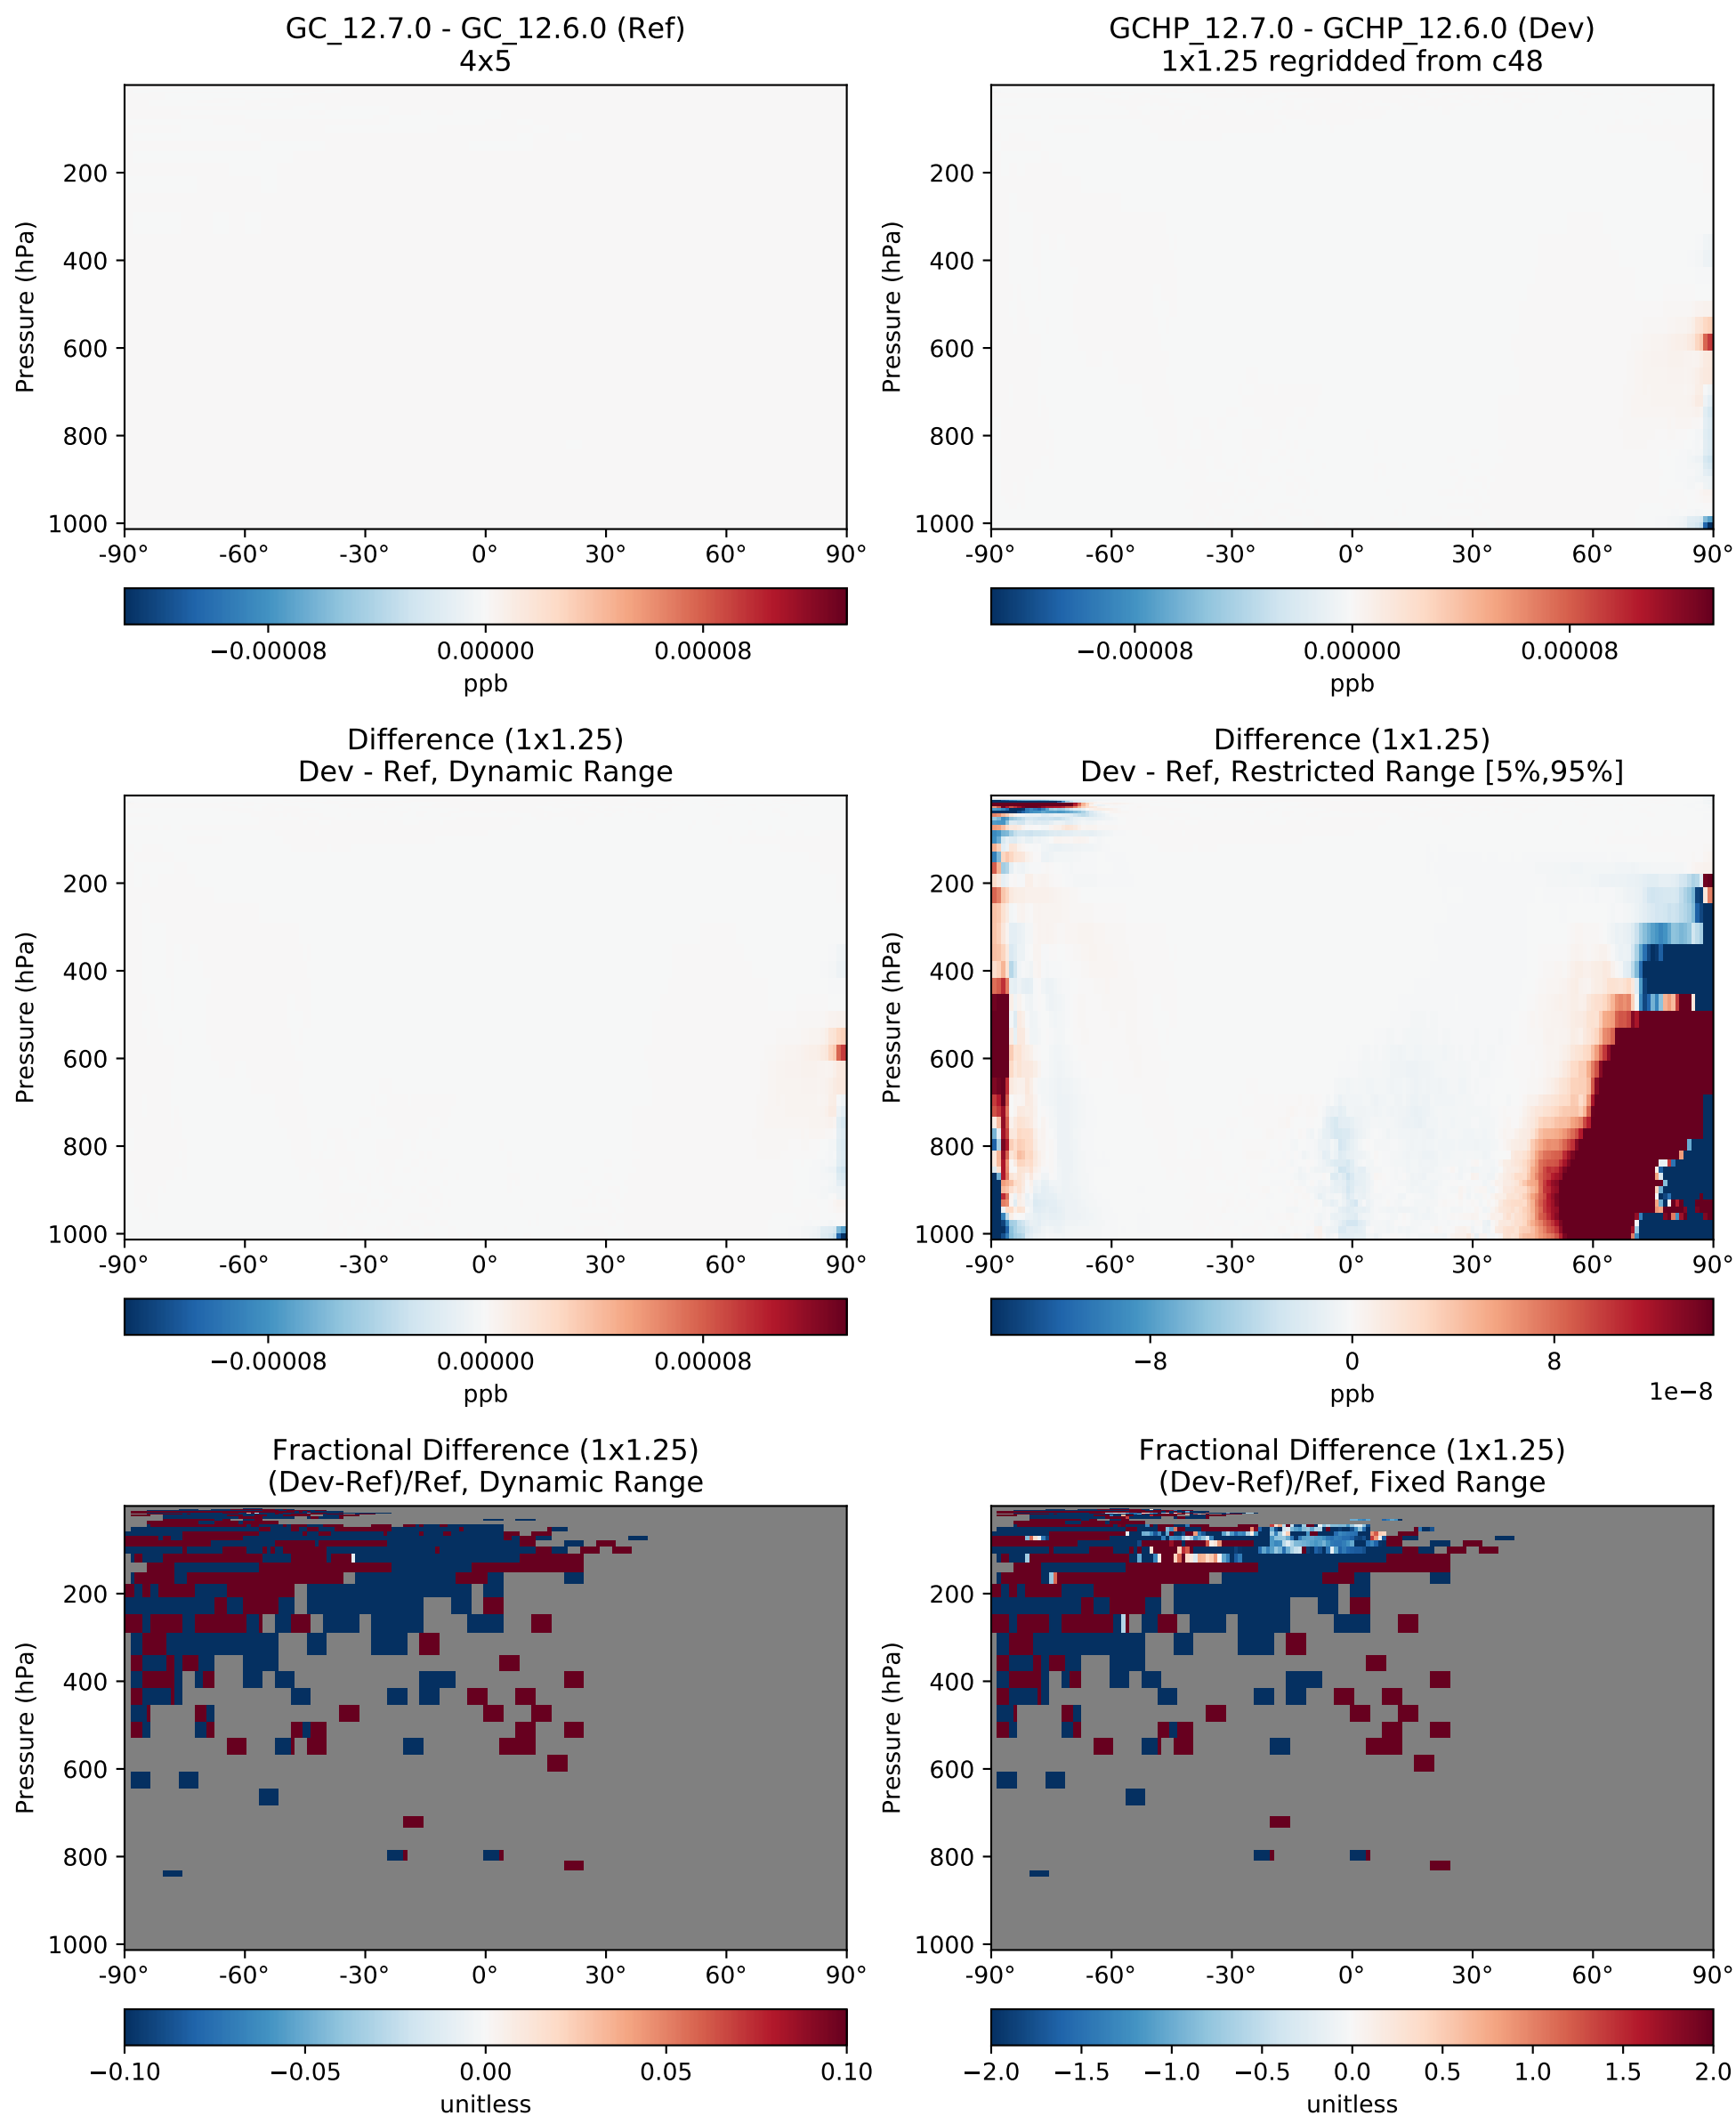 GC_12.7.0 - GC_12.6.0 (Ref)
4x5
GCHP_12.7.0 - GCHP_12.6.0 (Dev)
1x1.25 regridded from c48
Pressure (hPa)
200
400
600
800
1000
-90° -60° -30° 0° 30° 60° 90°
−0.00008 0.00000 0.00008
ppb
Pressure (hPa)
200
400
600
800
1000
-90° -60° -30° 0° 30° 60° 90°
−0.00008 0.00000 0.00008
ppb
Difference (1x1.25)
Dev - Ref, Dynamic Range
Difference (1x1.25)
Dev - Ref, Restricted Range [5%,95%]
Pressure (hPa)
200
400
600
800
1000
-90° -60° -30° 0° 30° 60° 90°
−0.00008 0.00000 0.00008
ppb
Pressure (hPa)
200
400
600
800
1000
-90° -60° -30° 0° 30° 60° 90°
−8 0 8
ppb
1e−8
Fractional Difference (1x1.25)
(Dev-Ref)/Ref, Dynamic Range
Fractional Difference (1x1.25)
(Dev-Ref)/Ref, Fixed Range
Pressure (hPa)
200
400
600
800
1000
-90° -60° -30° 0° 30° 60° 90°
−0.10 −0.05 0.00 0.05 0.10
unitless
Pressure (hPa)
200
400
600
800
1000
-90° -60° -30° 0° 30° 60° 90°
−2.0 −1.5 −1.0 −0.5 0.0 0.5 1.0 1.5 2.0
unitless